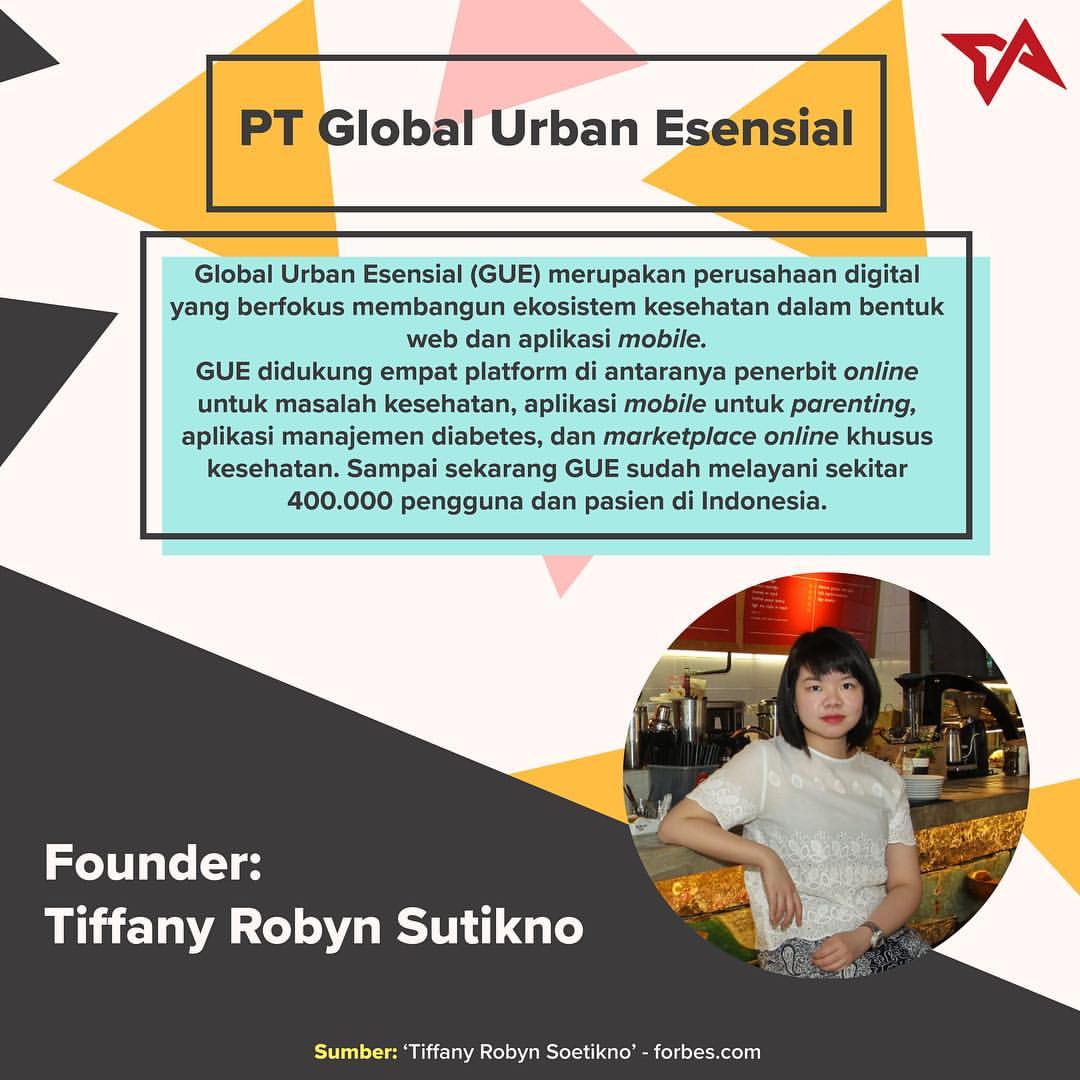 PT Global Urban Esensial
Global Urban Esensial (GUE) merupakan perusahaan digital
yang berfokus membangun ekosistem kesehatan dalam bentuk
web dan aplikasi mobile.
GUE didukung empat platform di antaranya penerbit online
untuk masalah kesehatan, aplikasi mobile untuk parenting,
aplikasi manajemen diabetes, dan marketplace online khusus
kesehatan. Sampai sekarang GUE sudah melayani sekitar
400.000 pengguna dan pasien di Indonesia.
Founder:
Tiffany Robyn Sutikno
Sumber: ‘Tiffany Robyn Soetikno’ - forbes.com